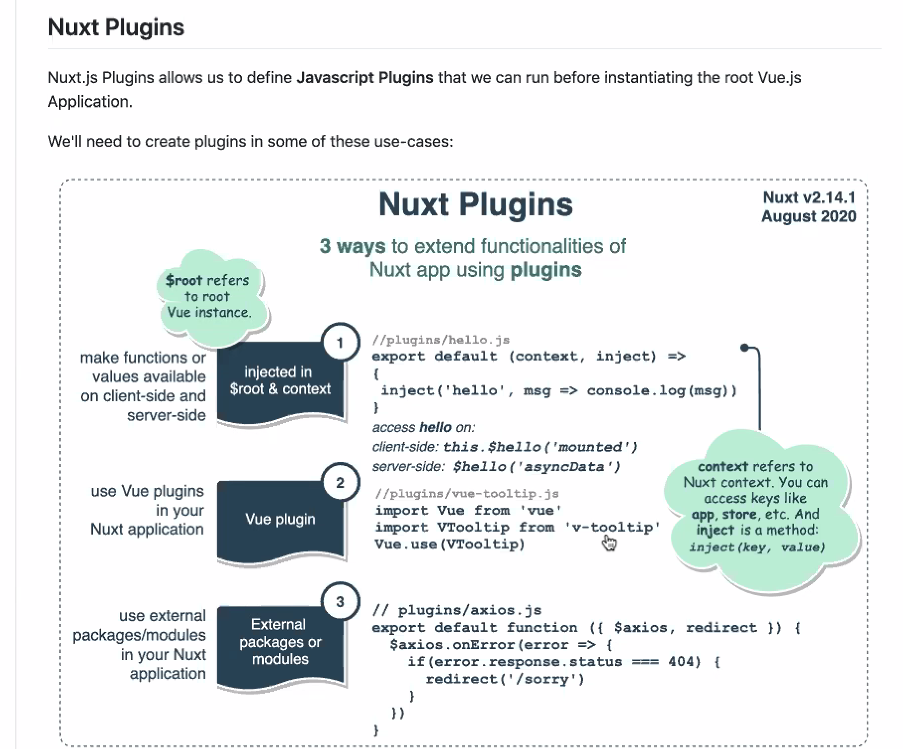 Nuxt Plugins
Nuxt.js Plugins allows us to define Javascript Plugins that we can run before instantiating the root Vue.js
Application.
We'll need to create plugins in some of these use-cases:
Nuxt Plugins
Nuxt v2.14.1
August 2020
3 ways to extend functionalities of
Nuxt app using plugins
$root refers
to root
Vue instance.
make functions or
values available
on client-side and
server-side
1
injected in
$root & context
//plugins/hello.js
export default (context, inject) =>
{
inject('hello', msg => console.log(msg))
}
access hello on:
client-side: this.$hello('mounted')
server-side: $hello('asyncData')
context refers to
Nuxt context. You can
access keys like
app, store, etc. And
inject is a method:
inject(key, value)
use Vue plugins
in your
Nuxt application
2
Vue plugin
//plugins/vue-tooltip.js
import Vue from 'vue'
import VTooltip from 'v-tooltip'
Vue.use(VTooltip)
use external
packages/modules
in your Nuxt
application
3
External
packages or
modules
// plugins/axios.js
export default function ({ $axios, redirect }) {
$axios.onError(error => {
if(error.response.status === 404) {
redirect('/sorry')
}
})
}